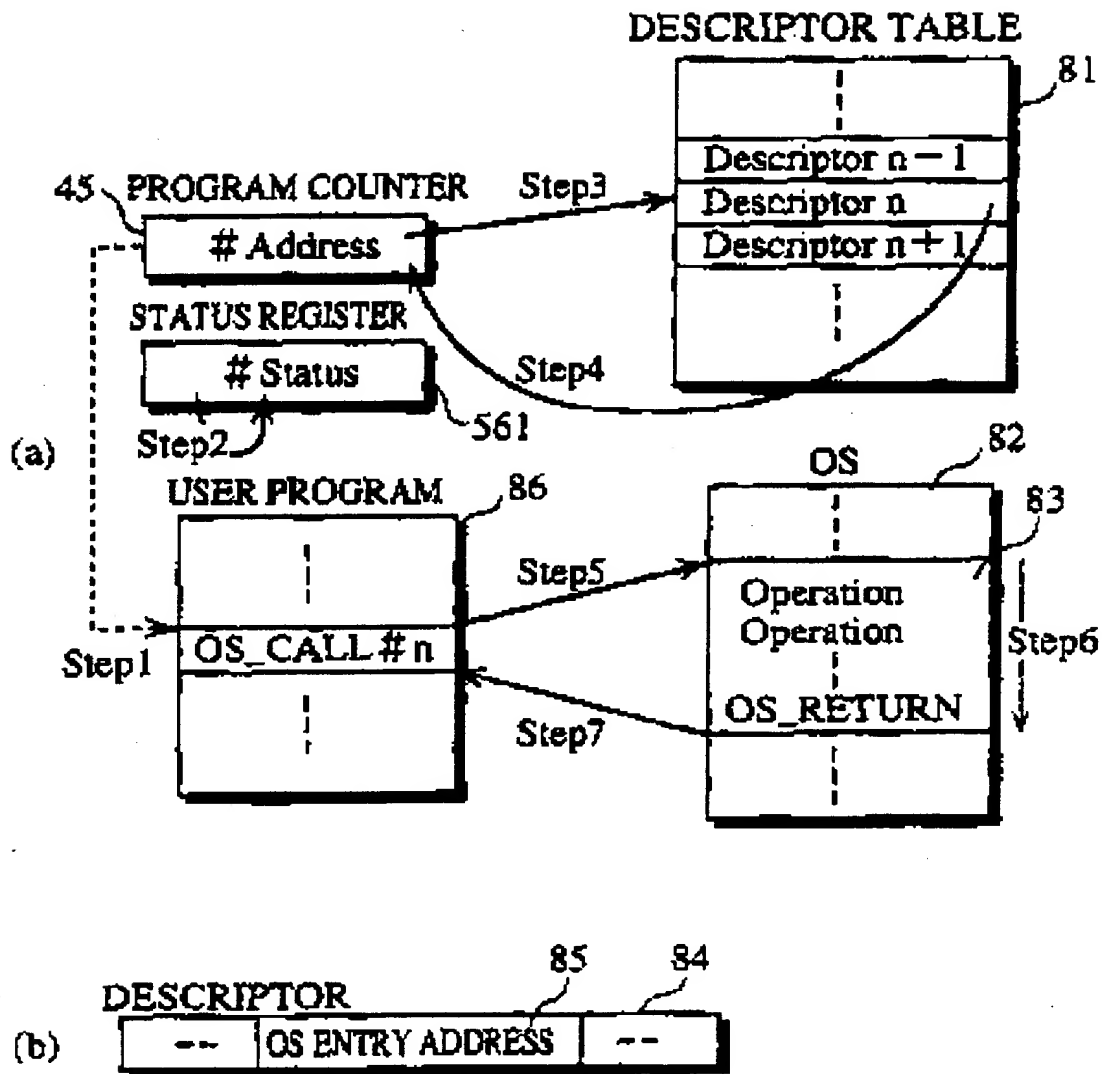 DESCRIPTOR TABLE
81
Descriptor n-1
Descriptor n
Descriptor n+1
45
PROGRAM COUNTER
# Address
Step3
STATUS REGISTER
# Status
Step4
561
Step2
(a)
USER PROGRAM
86
OS
82
83
Step5
Operation
Operation
Step1
OS_CALL # n
Step6
OS_RETURN
Step7
85
84
DESCRIPTOR
(b)
-- OS ENTRY ADDRESS --